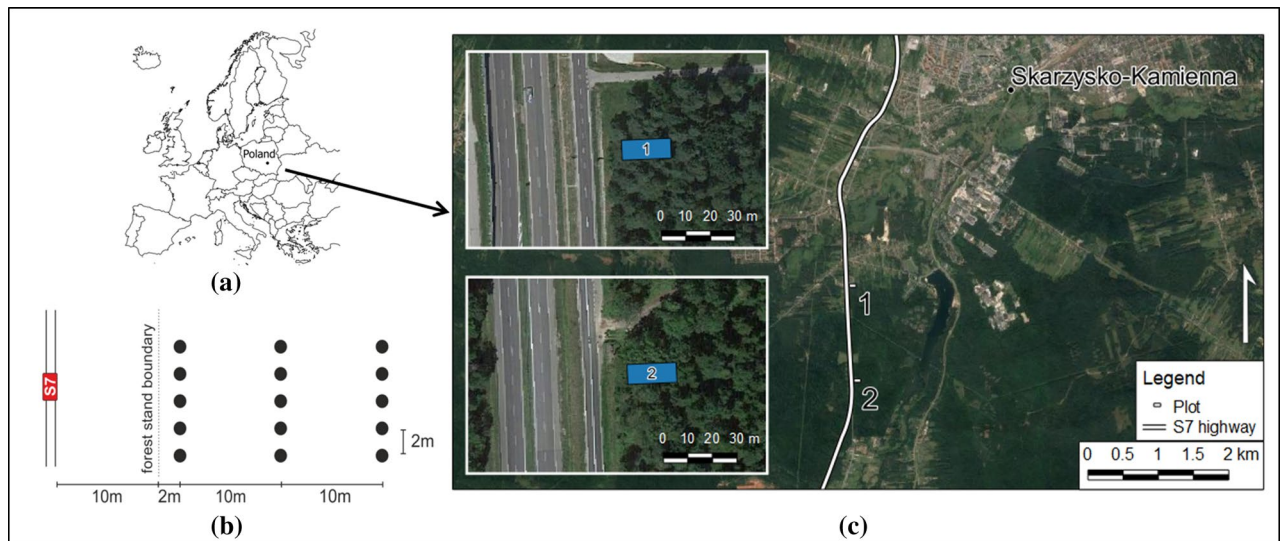 Poland
(a)
S7
forest stand boundary
2m
10m 2m 10m 10m
(b)
1
0 10 20 30 m
2
0 10 20 30 m
Skarzysko-Kamienna
1
2
Legend
Plot
S7 highway
0 0.5 1 1.5 2 km
(c)